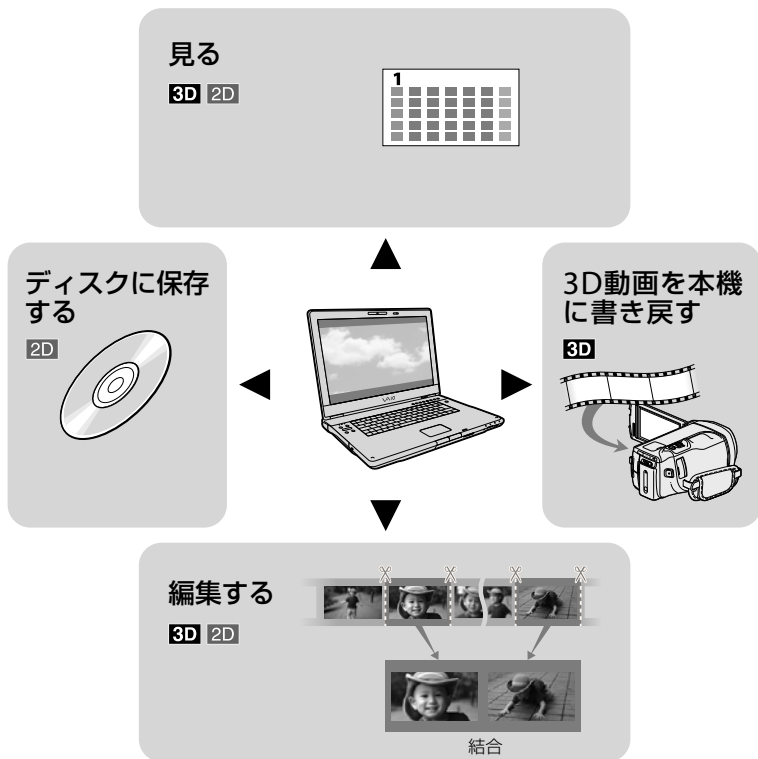 見る
3D 2D
1
ディスクに保存
する
2D
3D動画を本機
に書き戻す
3D
VAIO
編集する
3D 2D
結合